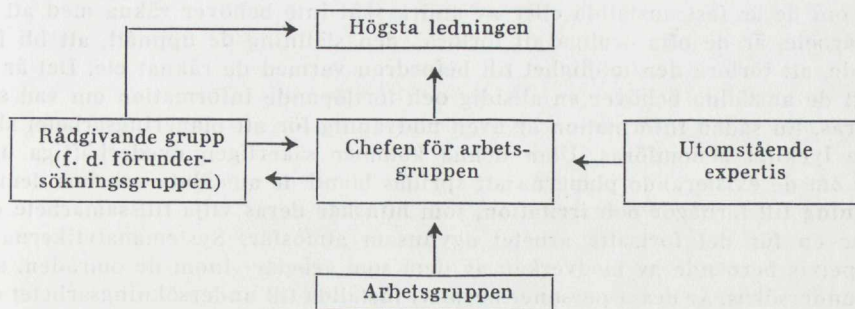 Högsta ledningen
Rådgivande grupp
(f. d. förunder-
sökningsgruppen)
Chefen för arbets-
gruppen
Utomstående
expertis
Arbetsgruppen